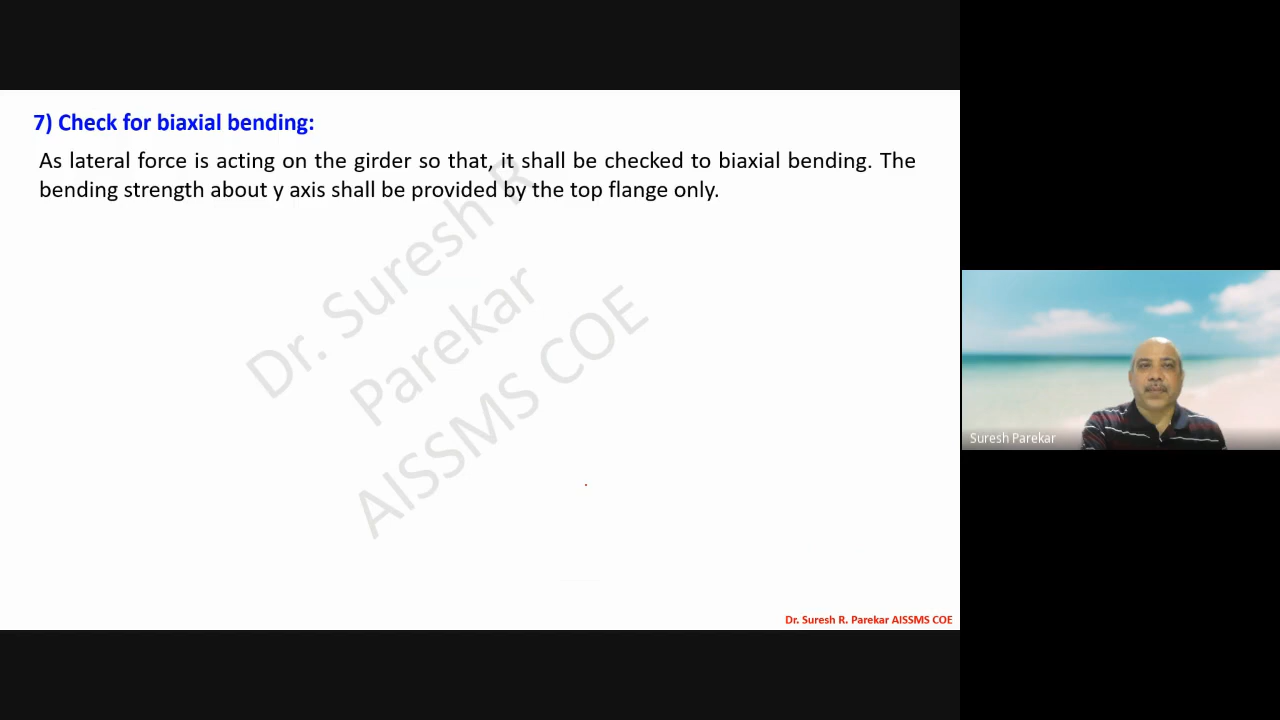 7) Check for biaxial bending:
As lateral force is acting on the girder so that, it shall be checked to biaxial bending. The
bending strength about y axis shall be provided by the top flange only.
Dr. Suresh R
Parekar
AISSMS COE
Suresh Parekar
Dr. Suresh R. Parekar AISSMS COE